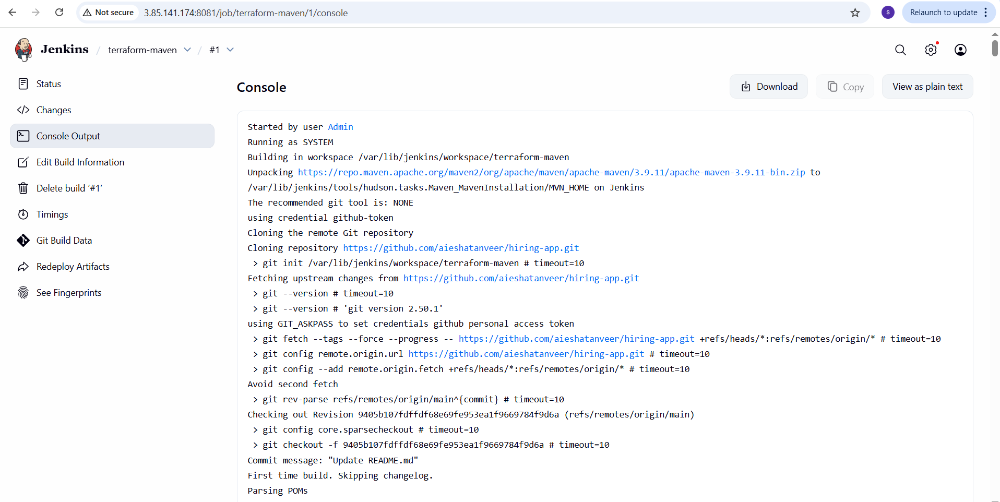 Not secure 3.85.141.174:8081/job/terraform-maven/1/console S Relaunch to update
Jenkins / terraform-maven / #1
Status
Changes
Console Output
Edit Build Information
Delete build ‘#1’
Timings
Git Build Data
Redeploy Artifacts
See Fingerprints
Console
Download
Copy
View as plain text
Started by user Admin
Running as SYSTEM
Building in workspace /var/lib/jenkins/workspace/terraform-maven
Unpacking https://repo.maven.apache.org/maven2/org/apache/maven/apache-maven/3.9.11/apache-maven-3.9.11-bin.zip to
/var/lib/jenkins/tools/hudson.tasks.Maven_MavenInstallation/MVN_HOME on Jenkins
The recommended git tool is: NONE
using credential github-token
Cloning the remote Git repository
Cloning repository https://github.com/aieshatanveer/hiring-app.git
> git init /var/lib/jenkins/workspace/terraform-maven # timeout=10
Fetching upstream changes from https://github.com/aieshatanveer/hiring-app.git
> git --version # timeout=10
> git --version # 'git version 2.50.1'
using GIT_ASKPASS to set credentials github personal access token
> git fetch --tags --force --progress -- https://github.com/aieshatanveer/hiring-app.git +refs/heads/*:refs/remotes/origin/* # timeout=10
> git config remote.origin.url https://github.com/aieshatanveer/hiring-app.git # timeout=10
> git config --add remote.origin.fetch +refs/heads/*:refs/remotes/origin/* # timeout=10
Avoid second fetch
> git rev-parse refs/remotes/origin/main^{commit} # timeout=10
Checking out Revision 9405b107fdffdf68e69fe953ea1f9669784f9d6a (refs/remotes/origin/main)
> git config core.sparsecheckout # timeout=10
> git checkout -f 9405b107fdffdf68e69fe953ea1f9669784f9d6a # timeout=10
Commit message: "Update README.md"
First time build. Skipping changelog.
Parsing POMs